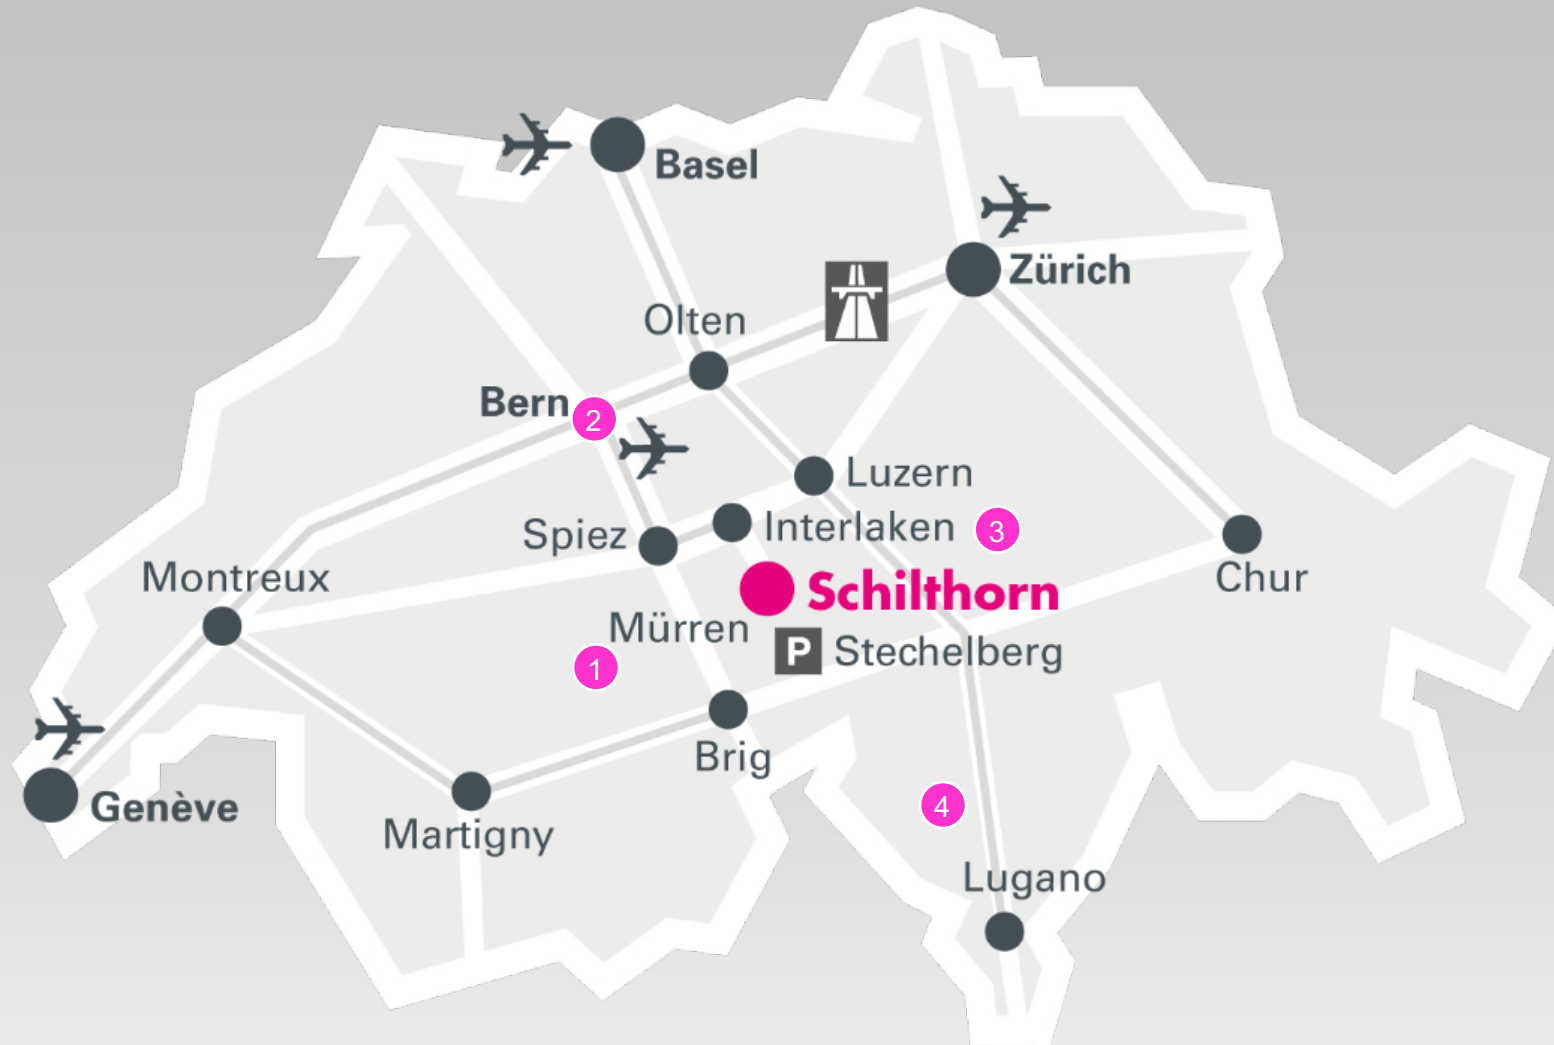 Basel
Zürich
Olten
Bern
2
Luzern
Interlaken
3
Spiez
Montreux
Chur
Schilthorn
Mürren
P
Stechelberg
1
Brig
Genève
4
Martigny
Lugano